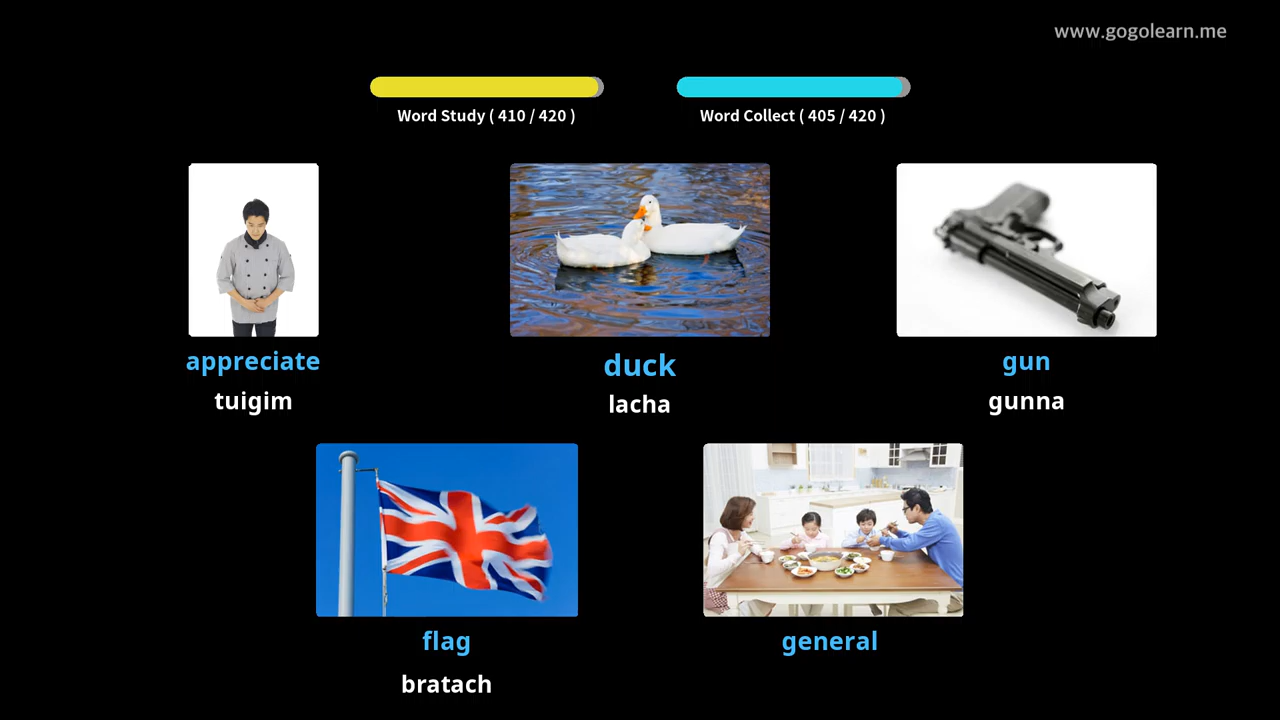 www.gogolearn.me
Word Study ( 410 / 420 )
Word Collect ( 405 / 420 )
appreciate
tuigim
duck
lacha
gun
gunna
flag
bratach
general